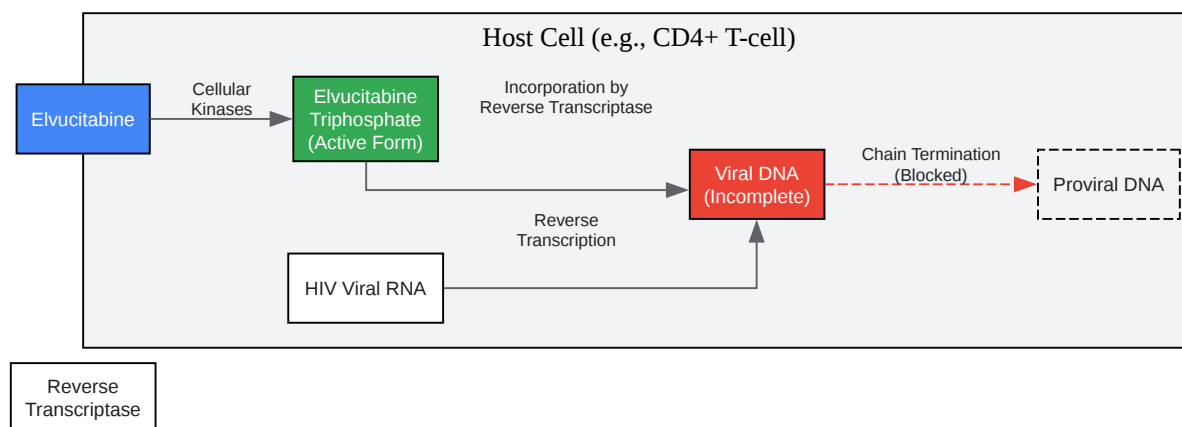 Host Cell (e.g., CD4+ T-cell)
Elvucitabine
Cellular
Kinases
Elvucitabine
Triphosphate
(Active Form)
Incorporation by
Reverse Transcriptase
Viral DNA
(Incomplete)
Chain Termination
(Blocked)
Proviral DNA
Reverse
Transcription
HIV Viral RNA
Reverse
Transcriptase